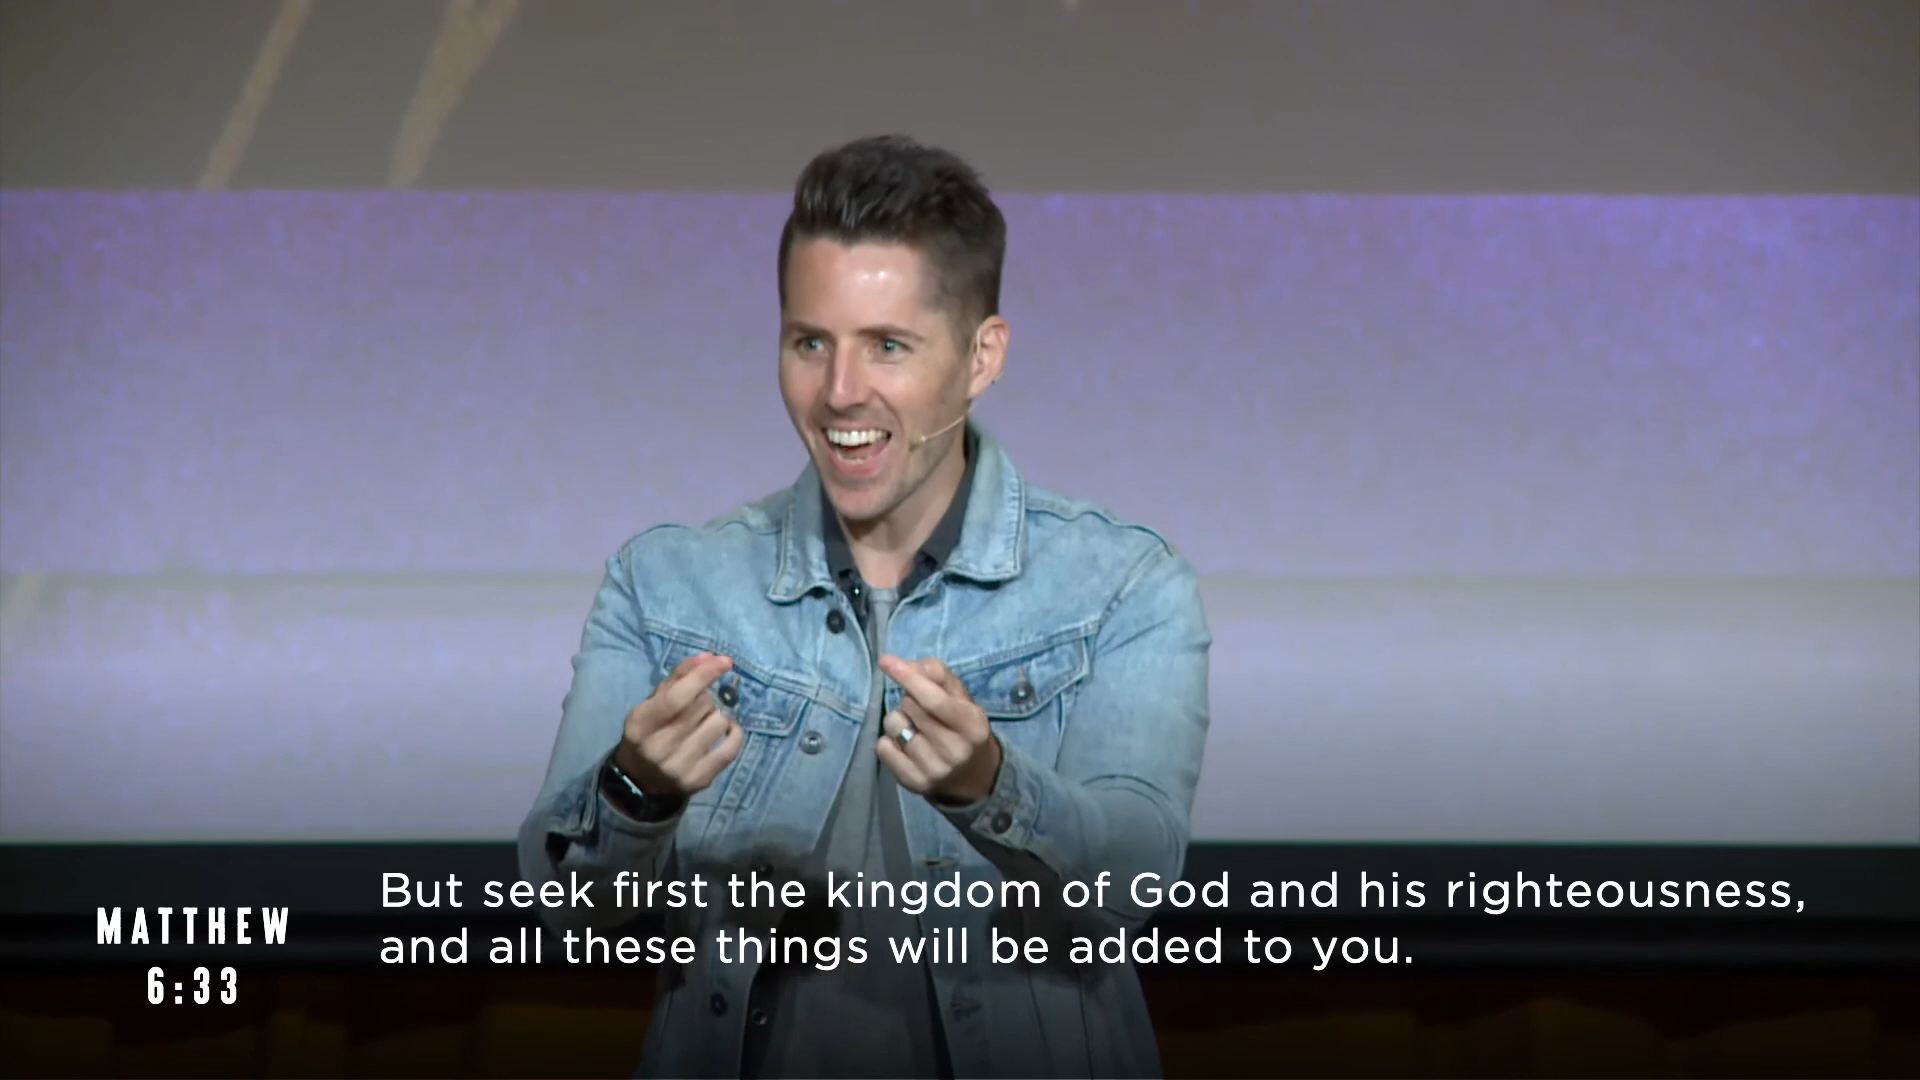 MATTHEW
6:33
But seek first the kingdom of God and his righteousness,
and all these things will be added to you.